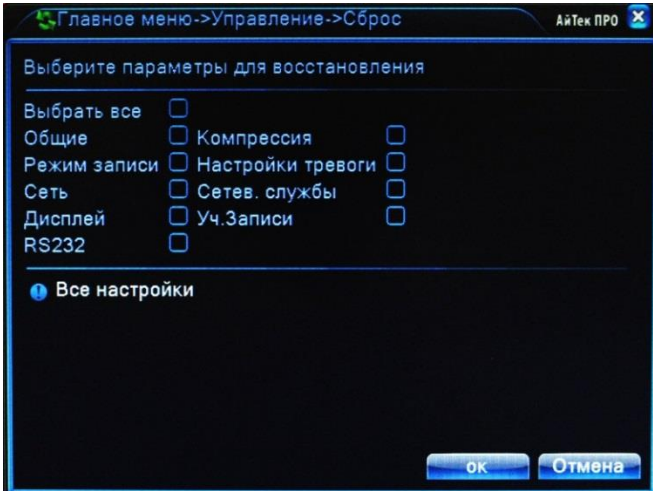 Главное меню->Управление->Сброс АйТек ПРО
Выберите параметры для восстановления
Выбрать все
Общие Компрессия
Режим записи Настройки тревоги
Сеть Сетев. службы
Дисплей Уч.Записи
RS232
Все настройки
ок Отмена